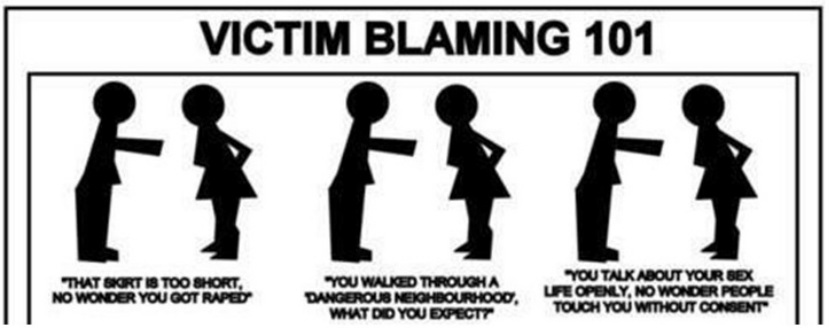 VICTIM BLAMING 101
"THAT SKIRT IS TOO SHORT,
NO WONDER YOU GOT RAPED"
"YOU WALKED THROUGH A
'DANGEROUS NEIGHBOURHOOD',
WHAT DID YOU EXPECT?"
"YOU TALK ABOUT YOUR SEX
LIFE OPENLY, NO WONDER PEOPLE
TOUCH YOU WITHOUT CONSENT"